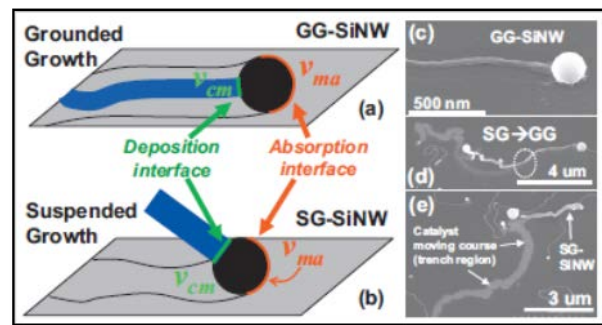 Grounded
Growth
GG-SiNW
v_cm
v_ma
(a)
Deposition
interface
Absorption
interface
Suspended
Growth
SG-SiNW
v_ma
v_cm
(b)
(c)
GG-SiNW
500 nm
SG→GG
(d)
4 um
(e)
Catalyst
moving course
(trench region)
SG-
SiNW
3 um